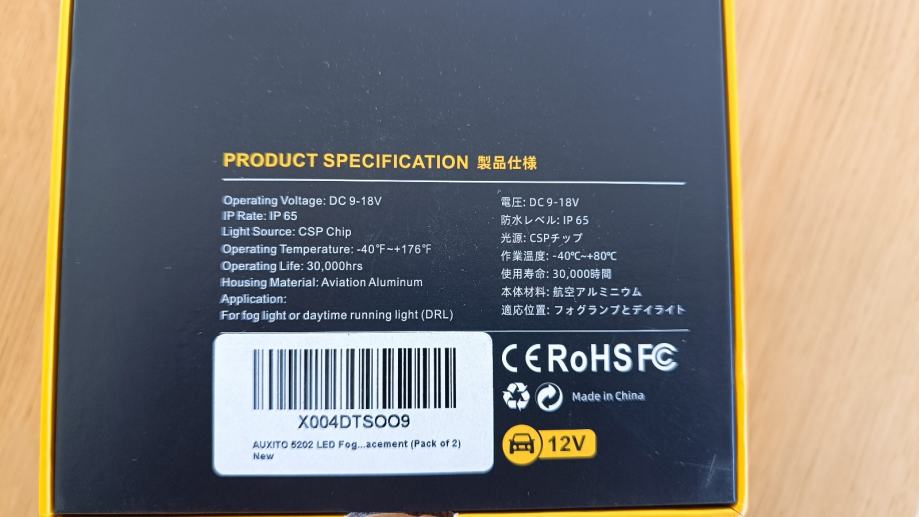 PRODUCT SPECIFICATION 製品仕様
Operating Voltage: DC 9-18V
IP Rate: IP 65
Light Source: CSP Chip
Operating Temperature: -40℉~+176℉
Operating Life: 30,000hrs
Housing Material: Aviation Aluminum
Application:
For fog light or daytime running light (DRL)
電圧: DC 9-18V
防水レベル: IP 65
光源: CSPチップ
作業温度: -40℃~+80℃
使用寿命: 30,000時間
本体材料: 航空アルミニウム
適応位置: フォグランプとデイライト
X004DTSOO9
AUXITO 5202 LED Fog...acement (Pack of 2)
New
CE RoHS FC
Made in China
12V